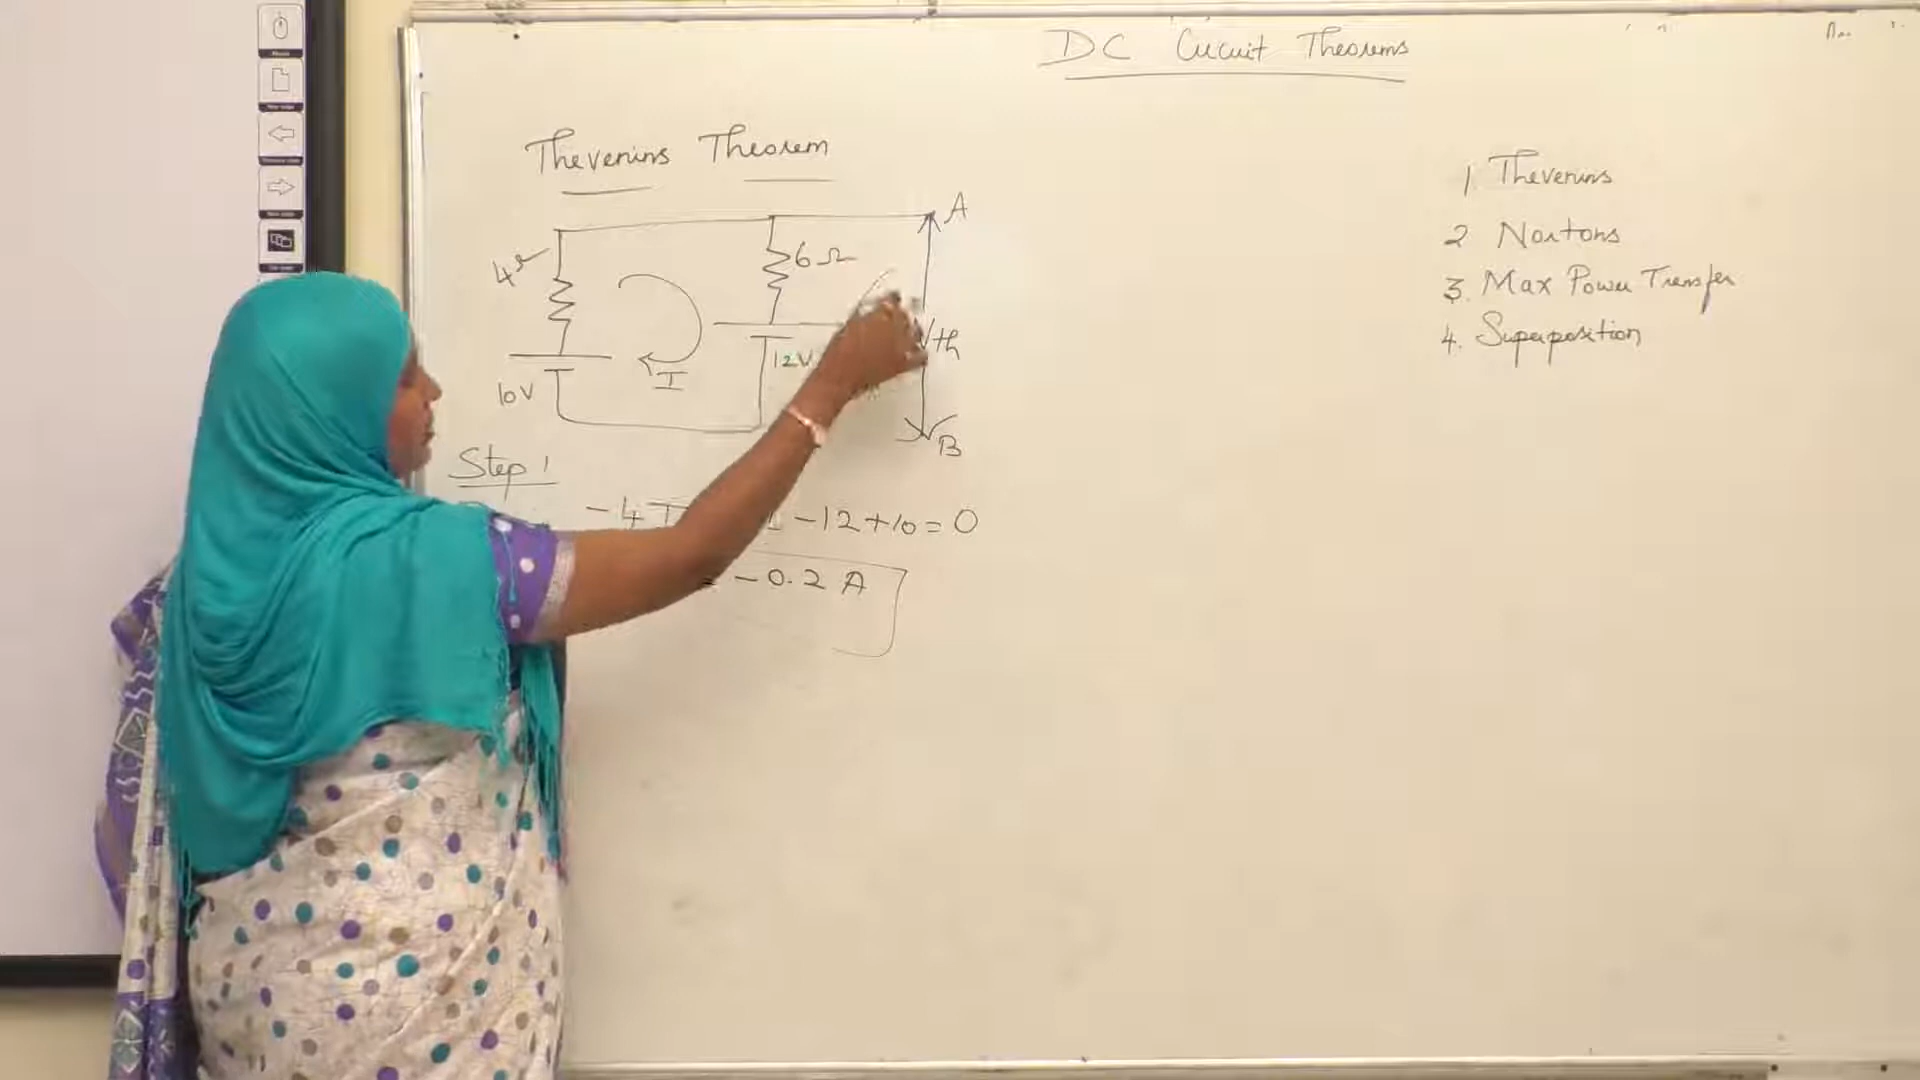 DC Circuit Theorems
Thevenins Theorem
A
4Ω
6Ω
10V
I
12V
Vth
B
Step 1
-4I -12+10=0
= -0.2 A
1 Thevenins
2 Nortons
3. Max Power Transfer
4. Superposition